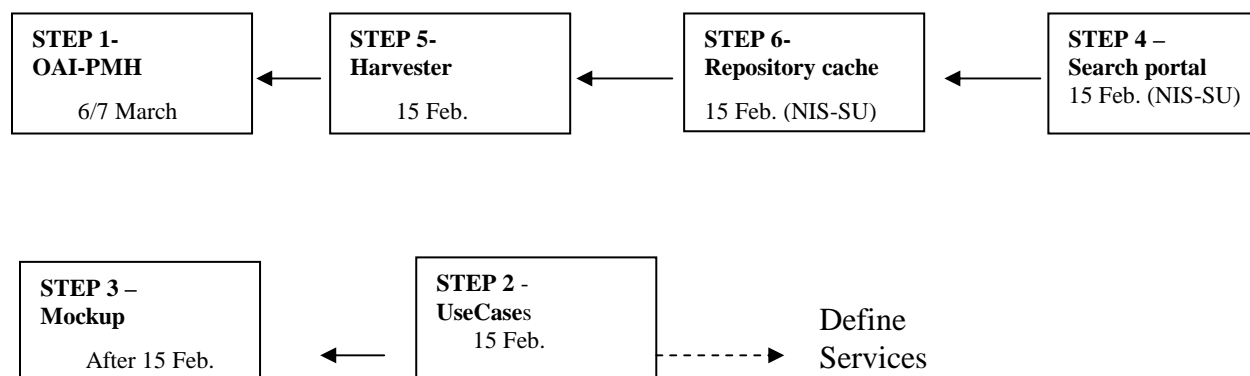 STEP 1-
OAI-PMH
6/7 March
STEP 5-
Harvester
15 Feb.
STEP 6-
Repository cache
15 Feb. (NIS-SU)
STEP 4 –
Search portal
15 Feb. (NIS-SU)
STEP 3 –
Mockup
After 15 Feb.
STEP 2 -
UseCases
15 Feb.
Define
Services